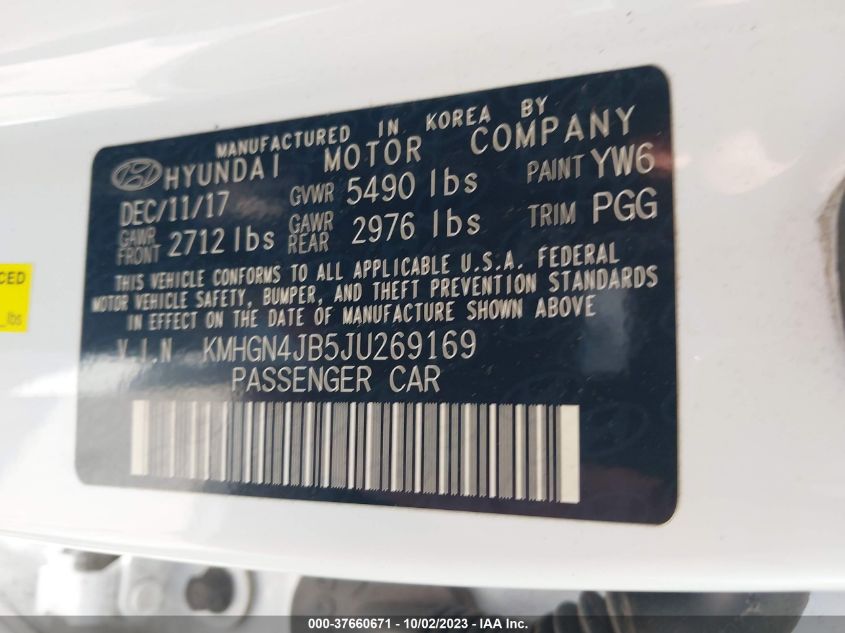 MANUFACTURED IN KOREA BY
HYUNDAI MOTOR COMPANY
DEC/11/17 GVWR 5490 lbs PAINT YW6
GAWR FRONT 2712 lbs GAWR REAR 2976 lbs TRIM PGG
THIS VEHICLE CONFORMS TO ALL APPLICABLE U.S.A. FEDERAL
MOTOR VEHICLE SAFETY, BUMPER, AND THEFT PREVENTION STANDARDS
IN EFFECT ON THE DATE OF MANUFACTURE SHOWN ABOVE
V.I.N KMHGN4JB5JU269169
PASSENGER CAR
CED
lbs
000-37660671 - 10/02/2023 - IAA Inc.